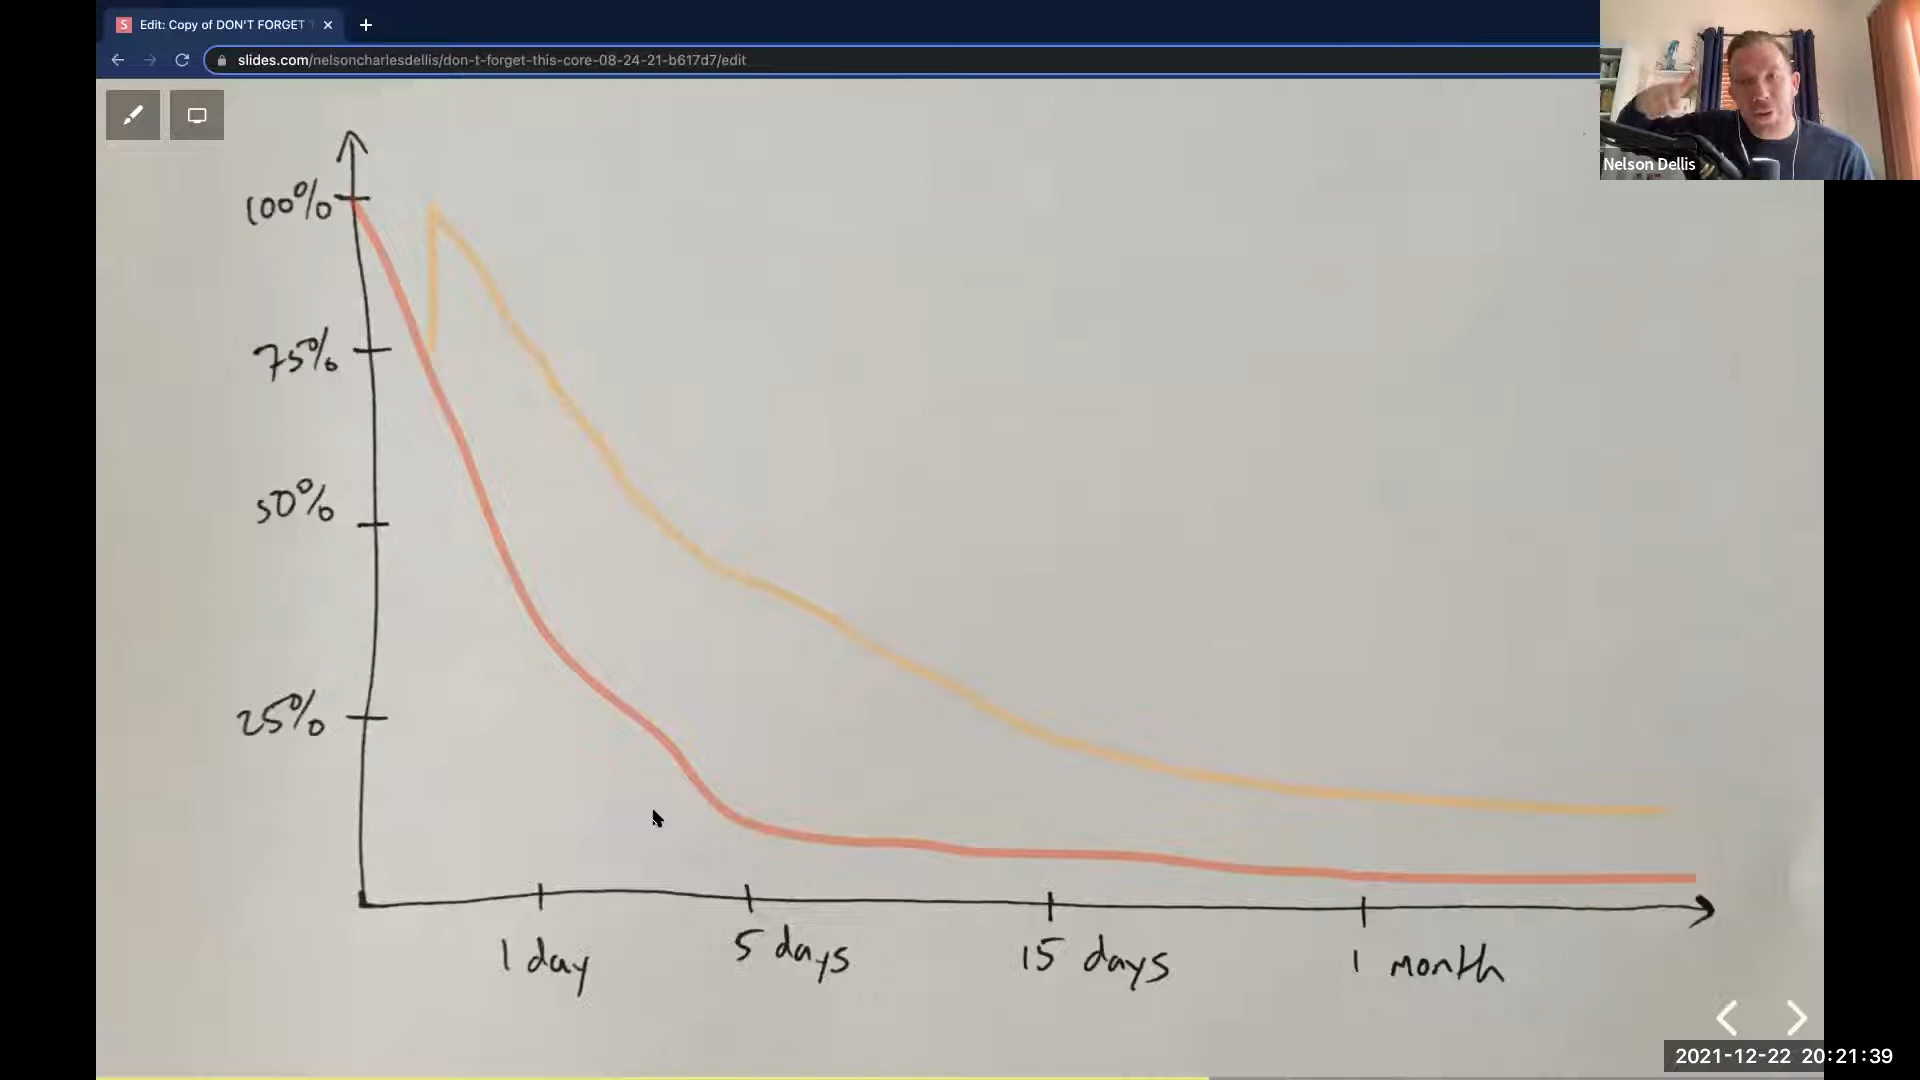 S Edit: Copy of DON'T FORGET
slides.com/nelsoncharlesdellis/don-t-forget-this-core-08-24-21-b617d7/edit
Nelson Dellis
100%
75%
50%
25%
1 day
5 days
15 days
1 month
2021-12-22 20:21:39